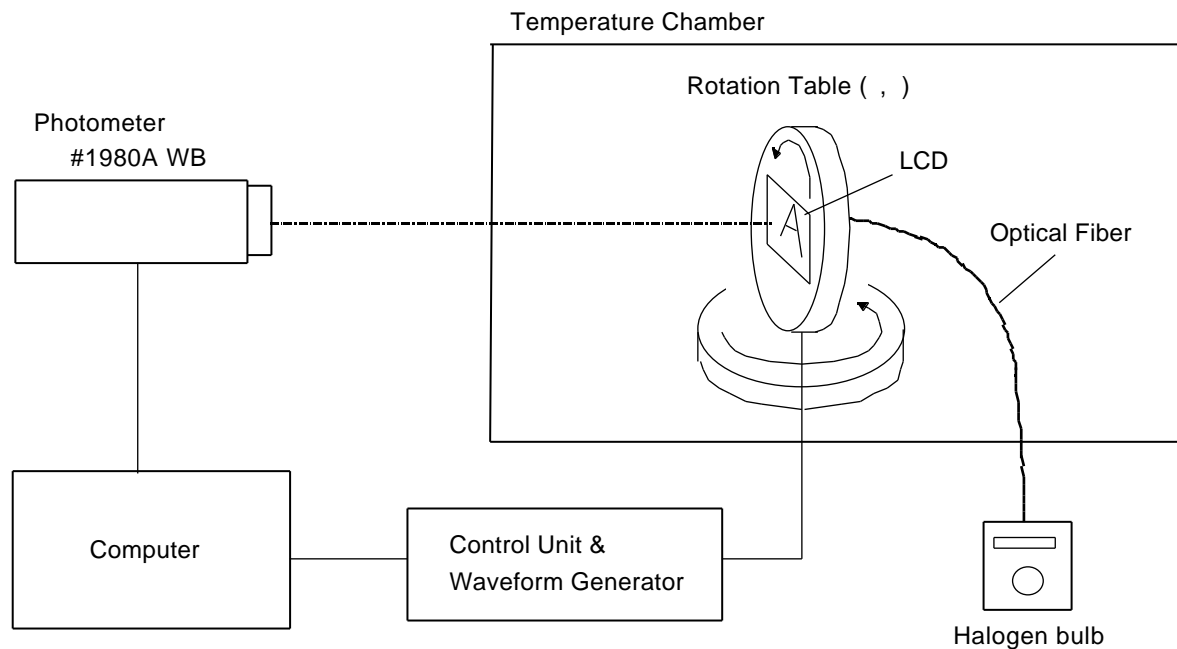 Temperature Chamber
Rotation Table ( , )
Photometer
#1980A WB
LCD
A
Optical Fiber
Computer
Control Unit &
Waveform Generator
Halogen bulb